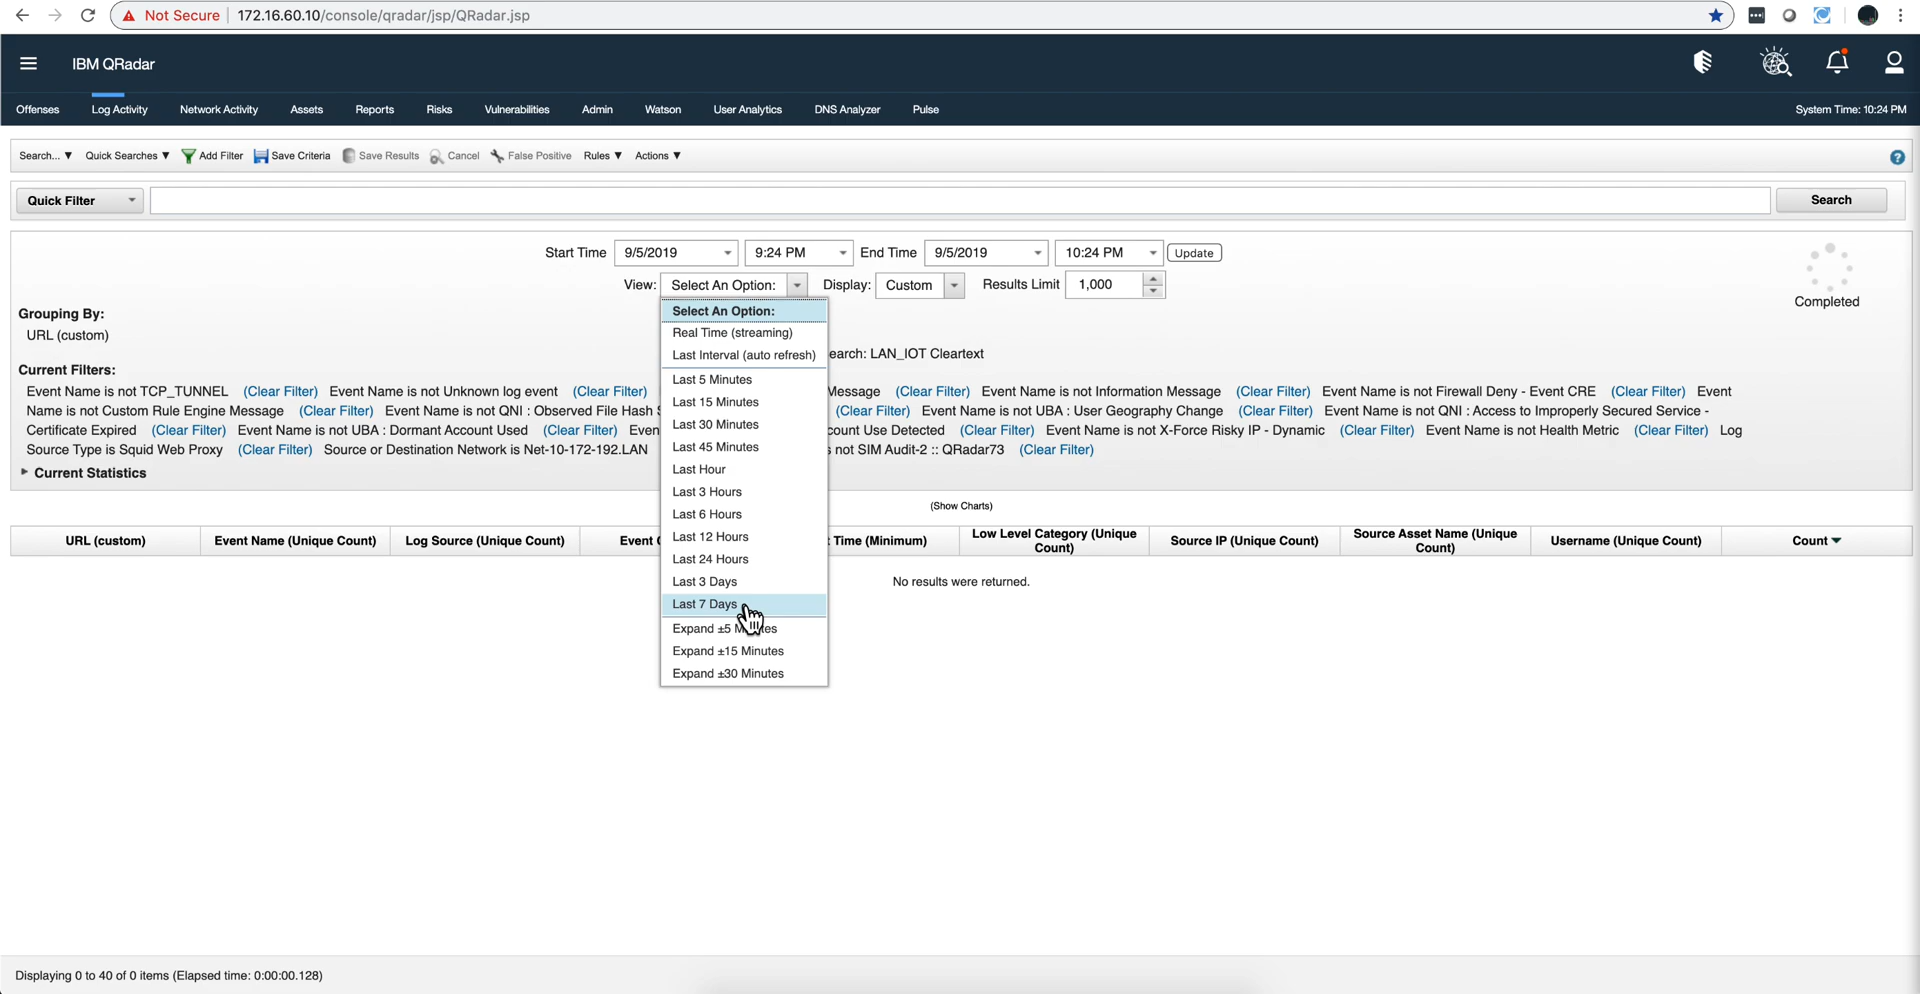 Not Secure 172.16.60.10/console/qradar/jsp/QRadar.jsp
IBM QRadar
Offenses Log Activity Network Activity Assets Reports Risks Vulnerabilities Admin Watson User Analytics DNS Analyzer Pulse System Time: 10:24 PM
Search... Quick Searches Add Filter Save Criteria Save Results Cancel False Positive Rules Actions ?
Quick Filter Search
Start Time 9/5/2019 9:24 PM End Time 9/5/2019 10:24 PM Update
View: Select An Option: Display: Custom Results Limit 1,000
Completed
Select An Option:
Real Time (streaming)
Last Interval (auto refresh)
Last 5 Minutes
Last 15 Minutes
Last 30 Minutes
Last 45 Minutes
Last Hour
Last 3 Hours
Last 6 Hours
Last 12 Hours
Last 24 Hours
Last 3 Days
Last 7 Days
Expand ±5
Expand ±15 Minutes
Expand ±30 Minutes
Grouping By:
URL (custom)
earch: LAN_IOT Cleartext
Current Filters:
Event Name is not TCP_TUNNEL (Clear Filter) Event Name is not Unknown log event (Clear Filter) Message (Clear Filter) Event Name is not Information Message (Clear Filter) Event Name is not Firewall Deny - Event CRE (Clear Filter) Event
Name is not Custom Rule Engine Message (Clear Filter) Event Name is not QNI : Observed File Hash (Clear Filter) Event Name is not UBA : User Geography Change (Clear Filter) Event Name is not QNI : Access to Improperly Secured Service -
Certificate Expired (Clear Filter) Event Name is not UBA : Dormant Account Used (Clear Filter) Even count Use Detected (Clear Filter) Event Name is not X-Force Risky IP - Dynamic (Clear Filter) Event Name is not Health Metric (Clear Filter) Log
Source Type is Squid Web Proxy (Clear Filter) Source or Destination Network is Net-10-172-192.LAN not SIM Audit-2 :: QRadar73 (Clear Filter)
Current Statistics
(Show Charts)
URL (custom) Event Name (Unique Count) Log Source (Unique Count) Event Time (Minimum) Low Level Category (Unique Count) Source IP (Unique Count) Source Asset Name (Unique Count) Username (Unique Count) Count
No results were returned.
Displaying 0 to 40 of 0 items (Elapsed time: 0:00:00.128)